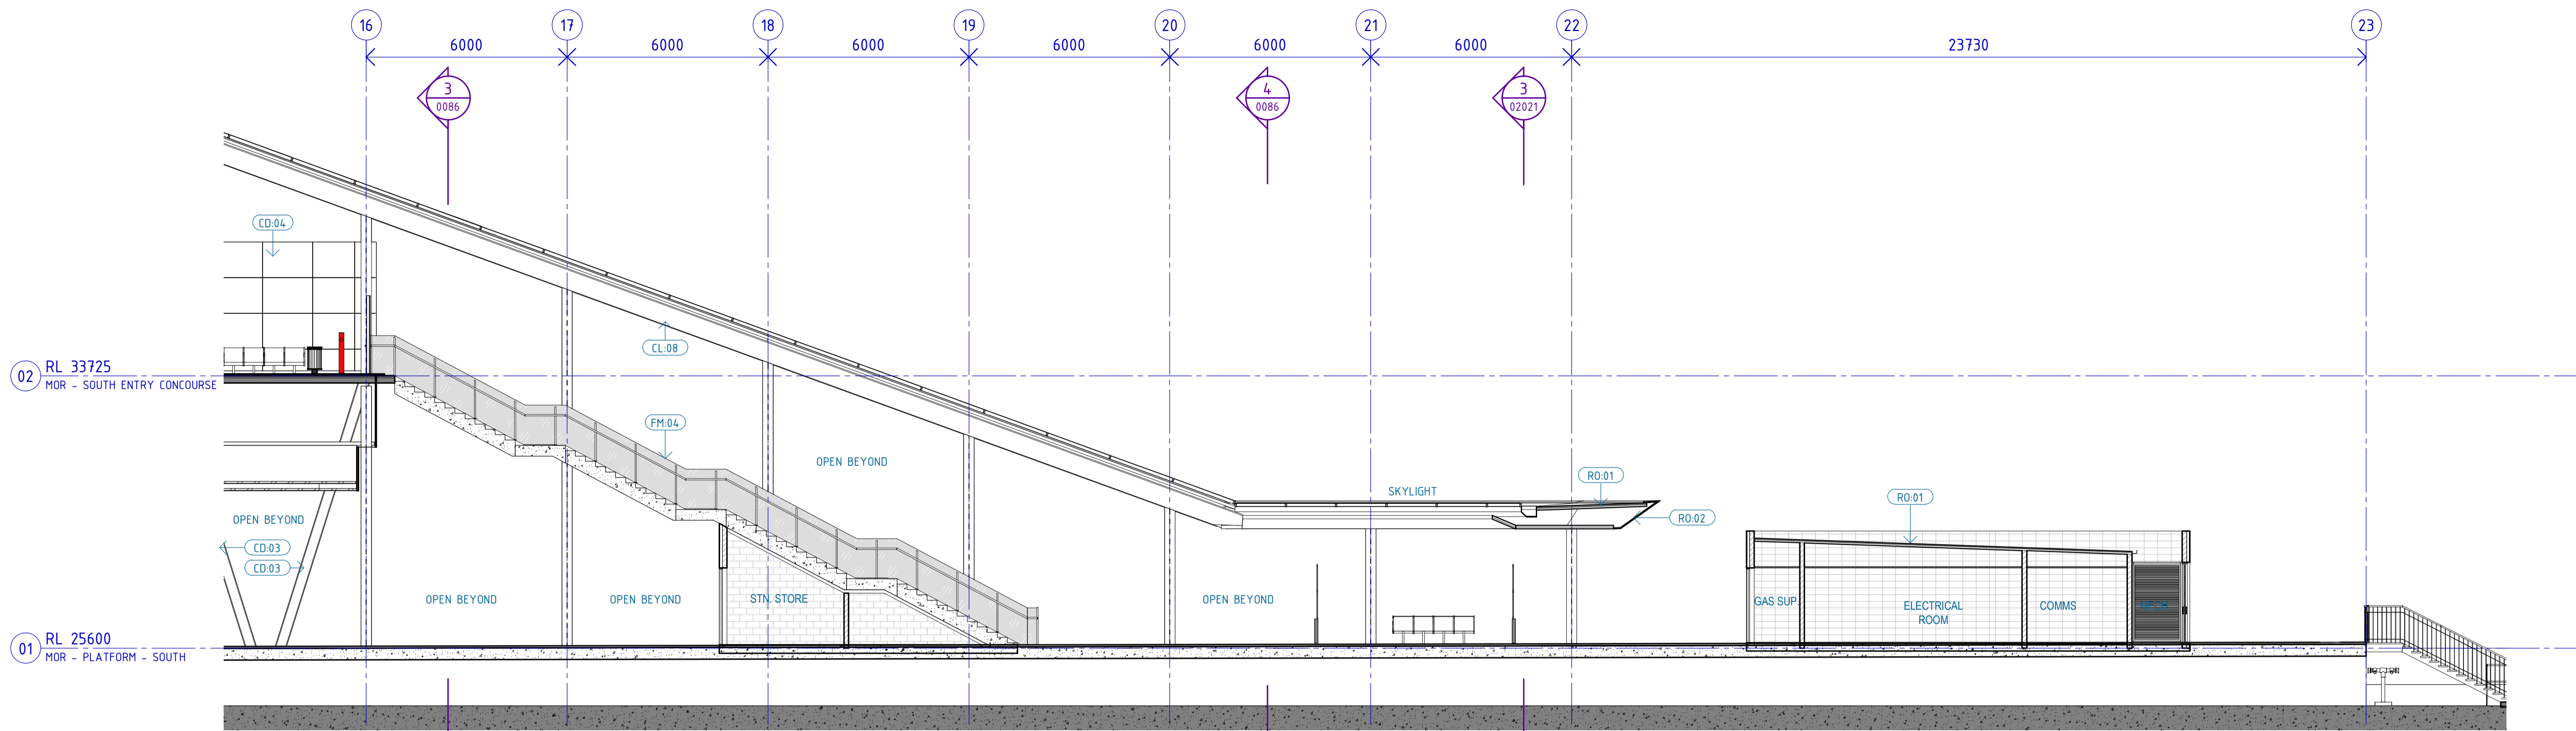 16 17 18 19 20 21 22 23
6000 6000 6000 6000 6000 6000 23730
3 4 3
0086 0086 02021
CD:04
CL:08
02 RL 33725
MOR - SOUTH ENTRY CONCOURSE
FM:04
OPEN BEYOND
SKYLIGHT
RO:01
RO:01
RO:02
OPEN BEYOND
CD:03
CD:03
OPEN BEYOND
OPEN BEYOND
STN. STORE
OPEN BEYOND
GAS SUP.
ELECTRICAL
ROOM
COMMS
MECH
01 RL 25600
MOR - PLATFORM - SOUTH